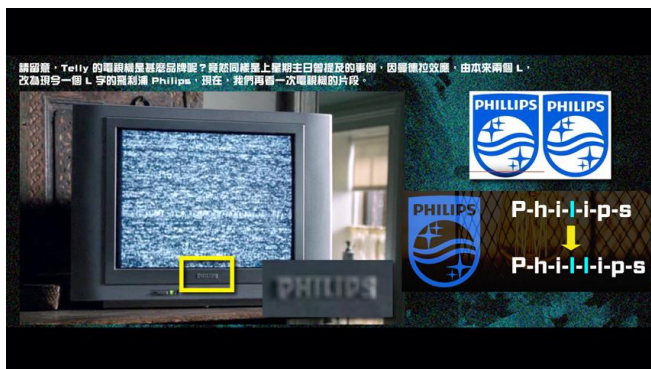 請留意，Telly 的電視機是甚麼品牌呢？竟然同樣是上星期主日曾提及的事例，因曼德拉效應，由本來兩個 L，
改為現今一個 L 字的飛利浦 Philips，現在，我們再看一次電視機的片段。
PHILLIPS PHILIPS
PHILIPS
P-h-i-l-i-p-s
P-h-i-l-l-i-p-s
PHILIPS
PHILIPS